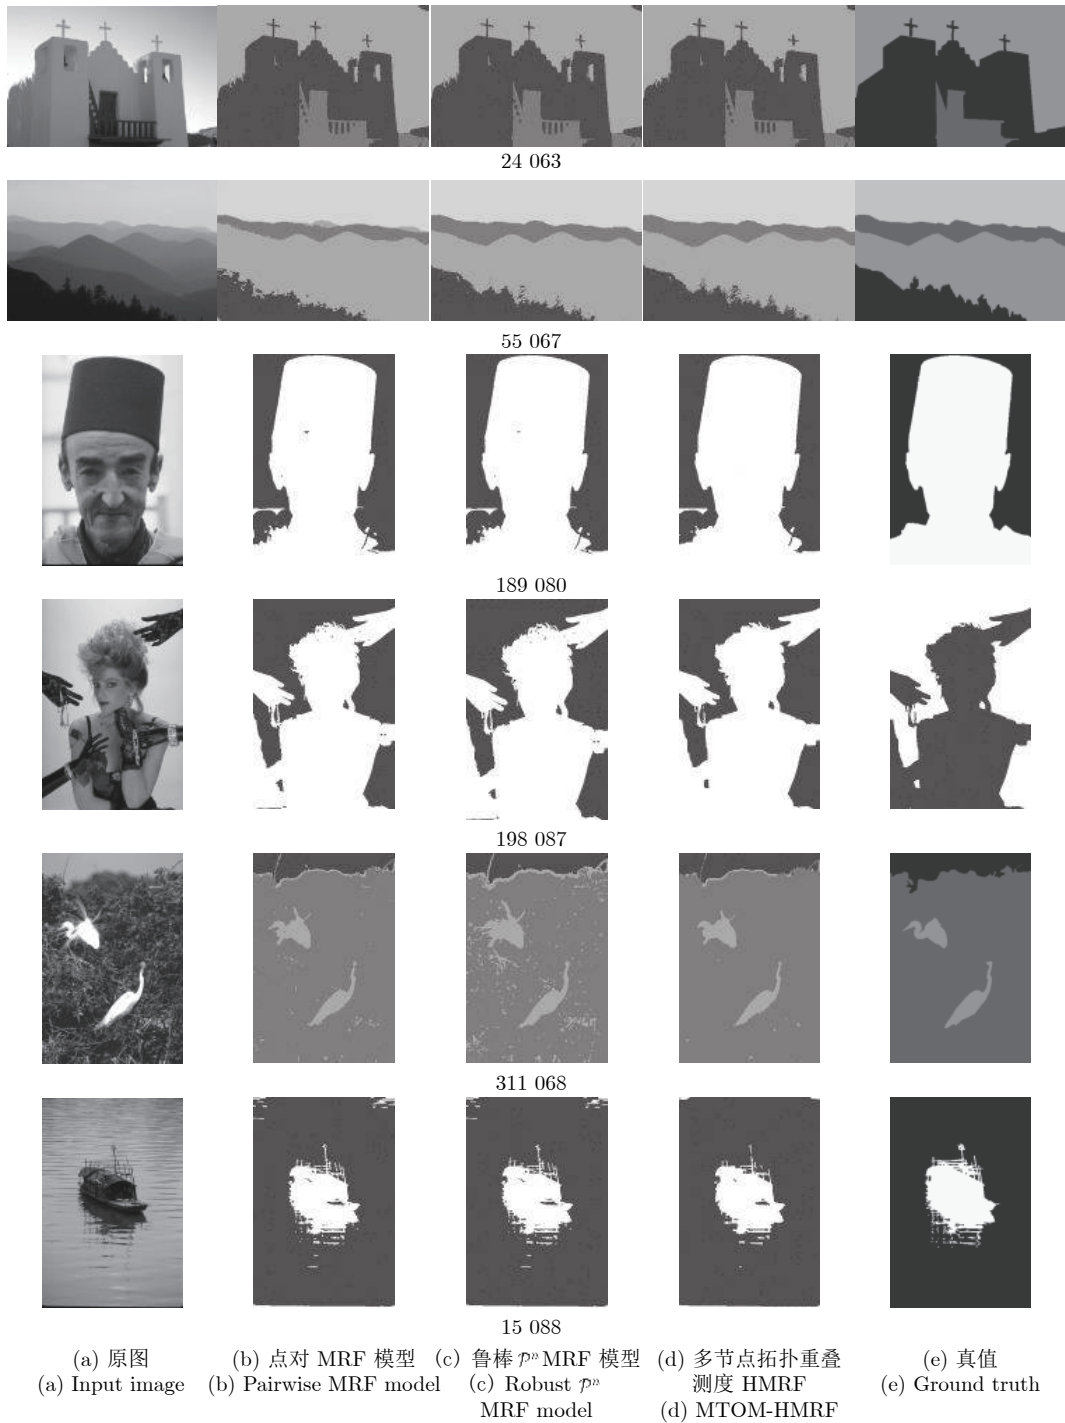 24 063
55 067
189 080
198 087
311 068
15 088
(a) 原图
(a) Input image
(b) 点对 MRF 模型
(b) Pairwise MRF model
(c) 鲁棒 𝒫ⁿ MRF 模型
(c) Robust 𝒫ⁿ
MRF model
(d) 多节点拓扑重叠
测度 HMRF
(d) MTOM-HMRF
(e) 真值
(e) Ground truth